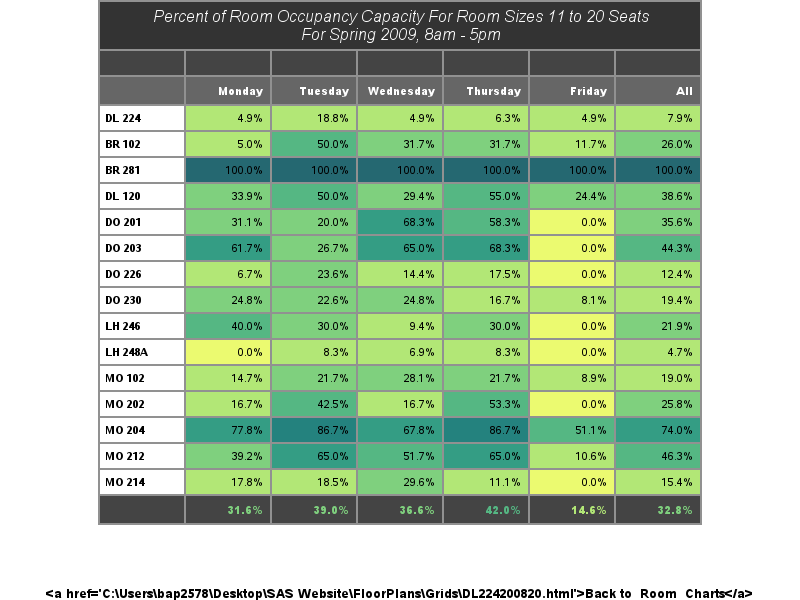 Percent of Room Occupancy Capacity For Room Sizes 11 to 20 Seats
For Spring 2009, 8am - 5pm
Monday Tuesday Wednesday Thursday Friday All
DL 224 4.9% 18.8% 4.9% 6.3% 4.9% 7.9%
BR 102 5.0% 50.0% 31.7% 31.7% 11.7% 26.0%
BR 281 100.0% 100.0% 100.0% 100.0% 100.0% 100.0%
DL 120 33.9% 50.0% 29.4% 55.0% 24.4% 38.6%
DO 201 31.1% 20.0% 68.3% 58.3% 0.0% 35.6%
DO 203 61.7% 26.7% 65.0% 68.3% 0.0% 44.3%
DO 226 6.7% 23.6% 14.4% 17.5% 0.0% 12.4%
DO 230 24.8% 22.6% 24.8% 16.7% 8.1% 19.4%
LH 246 40.0% 30.0% 9.4% 30.0% 0.0% 21.9%
LH 248A 0.0% 8.3% 6.9% 8.3% 0.0% 4.7%
MO 102 14.7% 21.7% 28.1% 21.7% 8.9% 19.0%
MO 202 16.7% 42.5% 16.7% 53.3% 0.0% 25.8%
MO 204 77.8% 86.7% 67.8% 86.7% 51.1% 74.0%
MO 212 39.2% 65.0% 51.7% 65.0% 10.6% 46.3%
MO 214 17.8% 18.5% 29.6% 11.1% 0.0% 15.4%
31.6% 39.0% 36.6% 42.0% 14.6% 32.8%
<a href='C:\Users\bap2578\Desktop\SAS Website\FloorPlans\Grids\DL224200820.html'>Back to Room Charts</a>